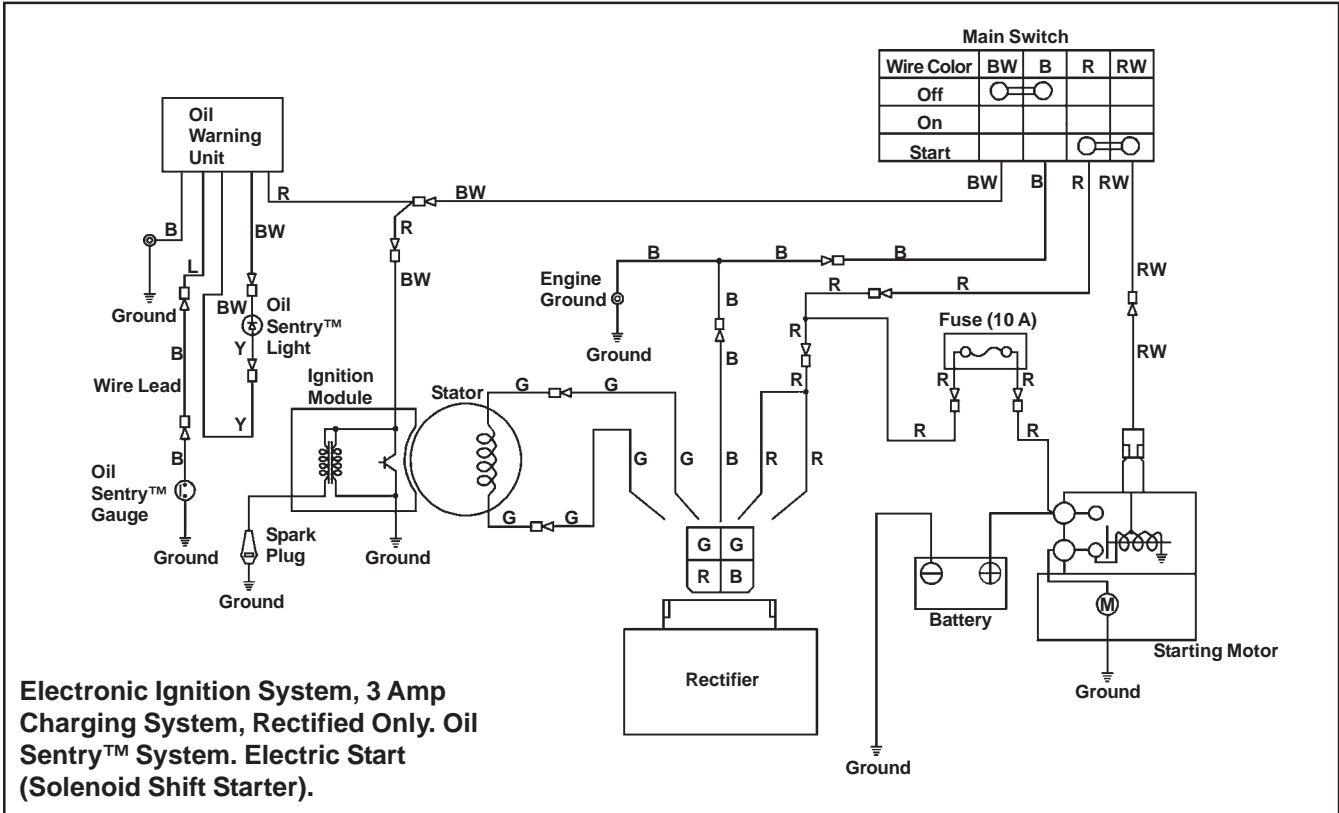 Main Switch
Wire Color BW B R RW
Off
On
Start
BW B R RW
Oil
Warning
Unit
R
BW
B
L
BW
R
BW
Ground
BW
Oil
Sentry™
Light
B
Y
Wire Lead
Y
B
Oil
Sentry™
Gauge
Ground
Ignition
Module
Spark
Plug
Ground
Ground
Stator
G
G
G
G
Engine
Ground
Ground
B
B
B
B
B
R
R
R
R
RW
RW
Fuse (10 A)
R
R
R
R
G
G
B
R
R
G G
R B
Rectifier
Battery
M
Starting Motor
Ground
Ground
Electronic Ignition System, 3 Amp
Charging System, Rectified Only. Oil
Sentry™ System. Electric Start
(Solenoid Shift Starter).